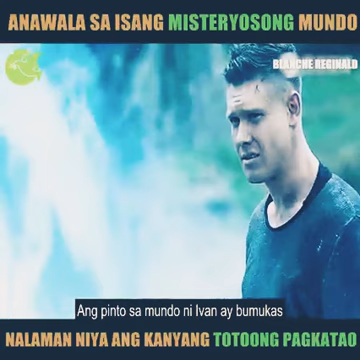 ANAWALA SA ISANG MISTERYOSONG MUNDO
BLANCHE REGINALD
Ang pinto sa mundo ni Ivan ay bumukas
NALAMAN NIYA ANG KANYANG TOTOONG PAGKATAO